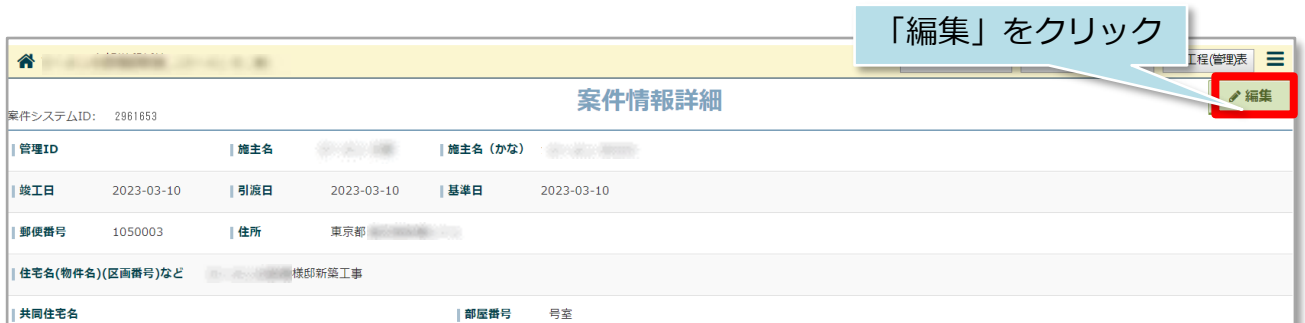 「編集」をクリック
工程(管理)表
案件情報詳細
編集
案件システムID: 2961653
管理ID 施主名 施主名（かな）
竣工日 2023-03-10 引渡日 2023-03-10 基準日 2023-03-10
郵便番号 1050003 住所 東京都
住宅名(物件名)(区画番号)など 様邸新築工事
共同住宅名 部屋番号 号室